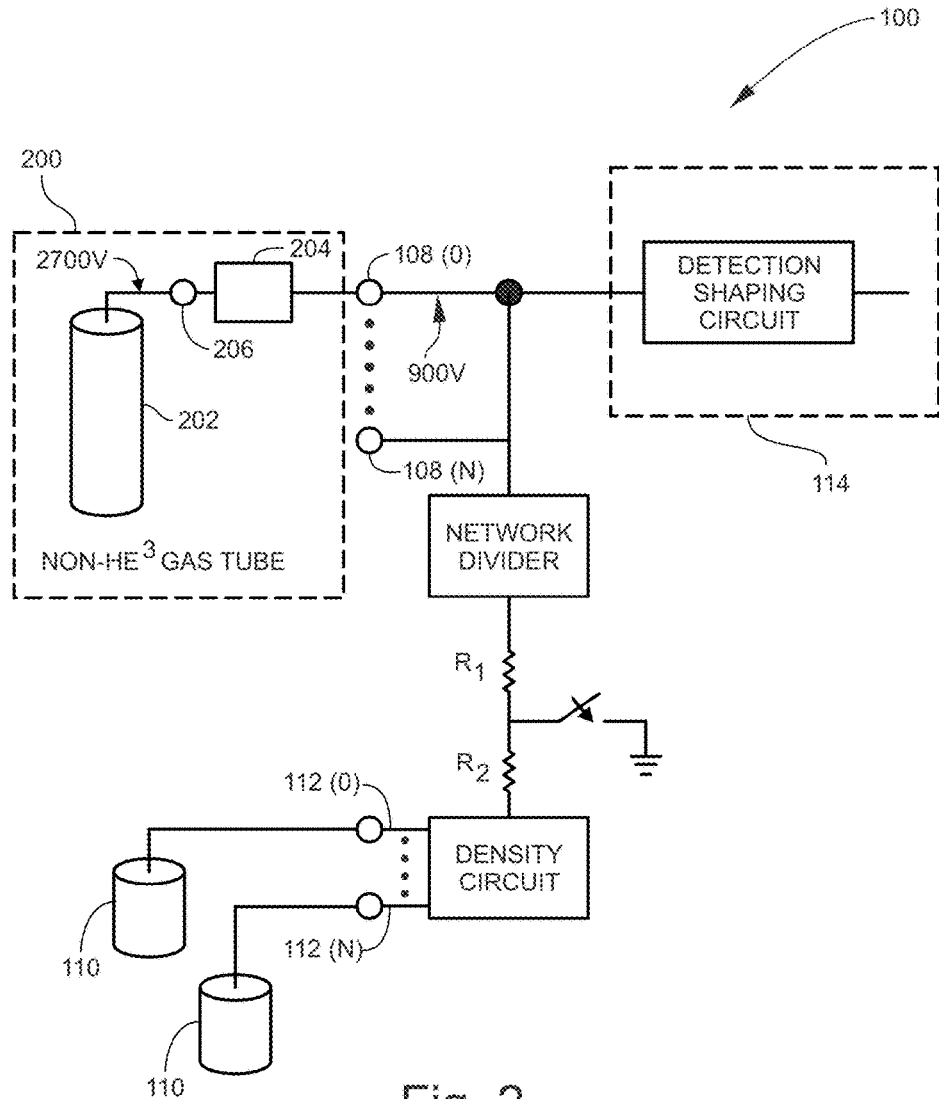 100
200
2700V
204
108 (0)
DETECTION
SHAPING
CIRCUIT
206
900V
202
108 (N)
114
NON-HE3 GAS TUBE
NETWORK
DIVIDER
R1
R2
112 (0)
DENSITY
CIRCUIT
112 (N)
110
110